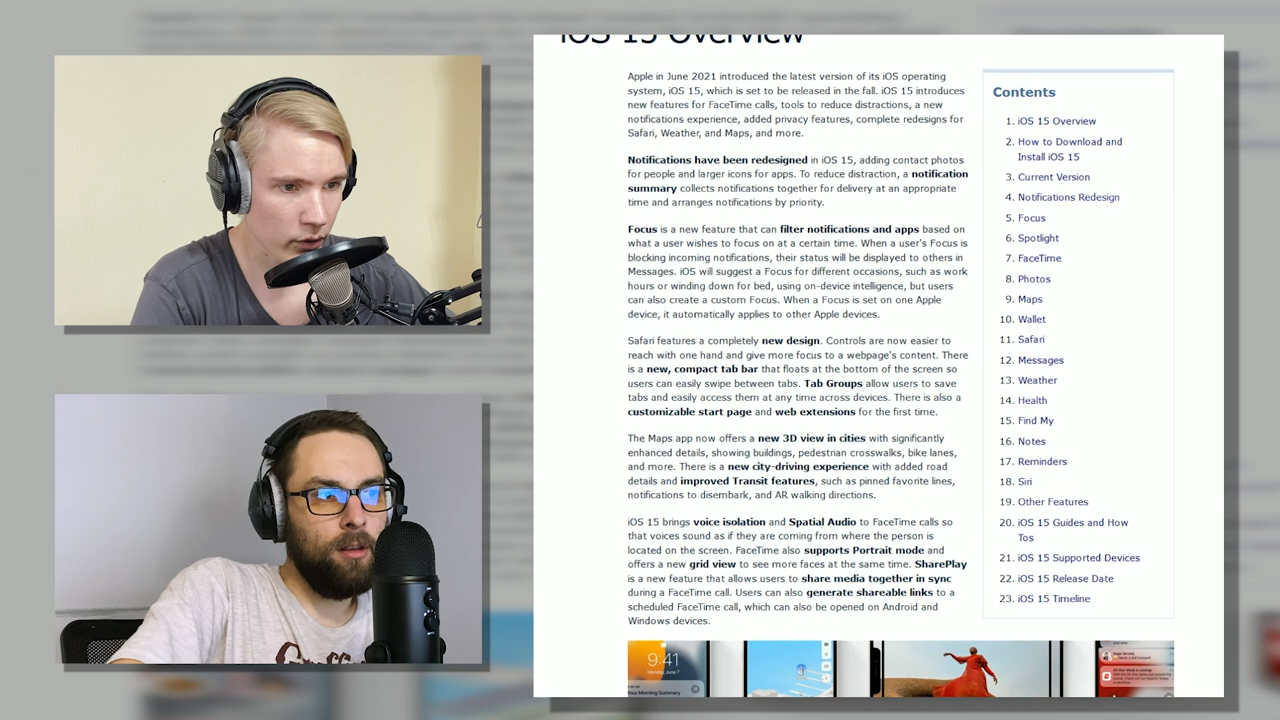 iOS 15 Overview
Apple in June 2021 introduced the latest version of its iOS operating
system, iOS 15, which is set to be released in the fall. iOS 15 introduces
new features for FaceTime calls, tools to reduce distractions, a new
notifications experience, added privacy features, complete redesigns for
Safari, Weather, and Maps, and more.
Notifications have been redesigned in iOS 15, adding contact photos
for people and larger icons for apps. To reduce distraction, a notification
summary collects notifications together for delivery at an appropriate
time and arranges notifications by priority.
Focus is a new feature that can filter notifications and apps based on
what a user wishes to focus on at a certain time. When a user's Focus is
blocking incoming notifications, their status will be displayed to others in
Messages. iOS will suggest a Focus for different occasions, such as work
hours or winding down for bed, using on-device intelligence, but users
can also create a custom Focus. When a Focus is set on one Apple
device, it automatically applies to other Apple devices.
Safari features a completely new design. Controls are now easier to
reach with one hand and give more focus to a webpage's content. There
is a new, compact tab bar that floats at the bottom of the screen so
users can easily swipe between tabs. Tab Groups allow users to save
tabs and easily access them at any time across devices. There is also a
customizable start page and web extensions for the first time.
The Maps app now offers a new 3D view in cities with significantly
enhanced details, showing buildings, pedestrian crosswalks, bike lanes,
and more. There is a new city-driving experience with added road
details and improved Transit features, such as pinned favorite lines,
notifications to disembark, and AR walking directions.
iOS 15 brings voice isolation and Spatial Audio to FaceTime calls so
that voices sound as if they are coming from where the person is
located on the screen. FaceTime also supports Portrait mode and
offers a new grid view to see more faces at the same time. SharePlay
is a new feature that allows users to share media together in sync
during a FaceTime call. Users can also generate shareable links to a
scheduled FaceTime call, which can also be opened on Android and
Windows devices.
Contents
1. iOS 15 Overview
2. How to Download and
Install iOS 15
3. Current Version
4. Notifications Redesign
5. Focus
6. Spotlight
7. FaceTime
8. Photos
9. Maps
10. Wallet
11. Safari
12. Messages
13. Weather
14. Health
15. Find My
16. Notes
17. Reminders
18. Siri
19. Other Features
20. iOS 15 Guides and How
Tos
21. iOS 15 Supported Devices
22. iOS 15 Release Date
23. iOS 15 Timeline
9:41
Monday, June 7
Your Morning Summary